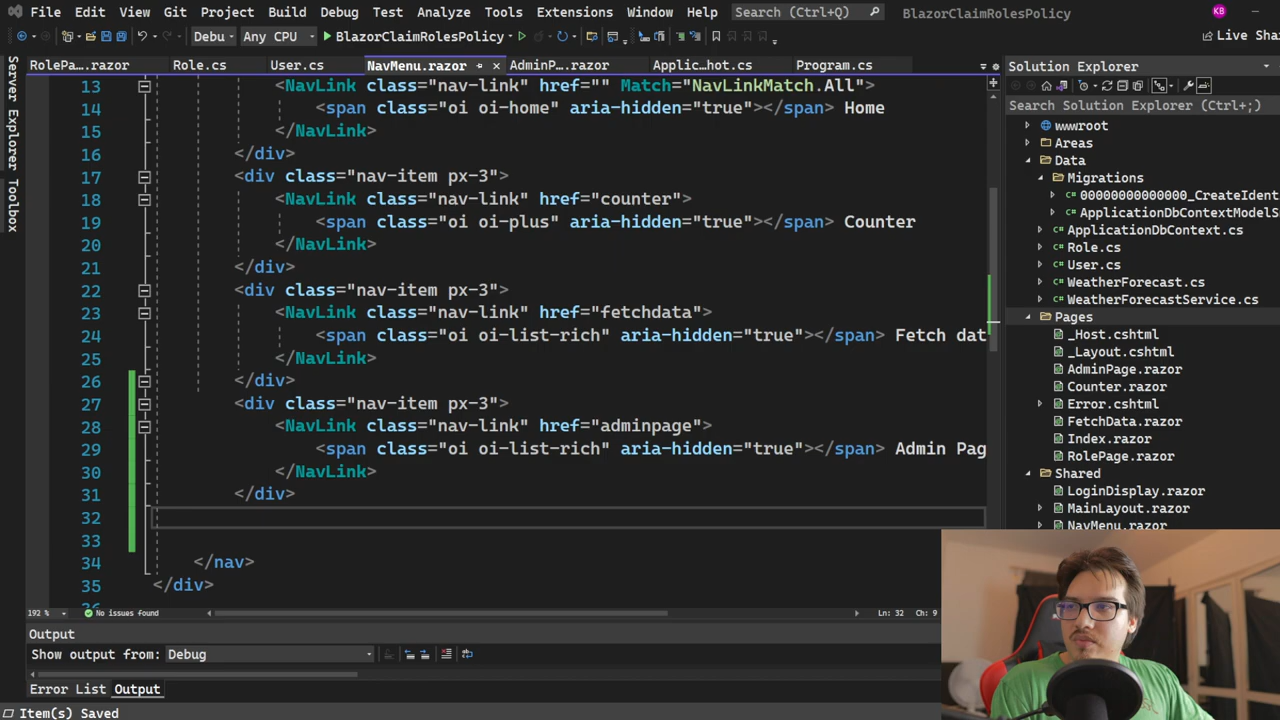 File Edit View Git Project Build Debug Test Analyze Tools Extensions Window Help Search (Ctrl+Q) BlazorClaimRolesPolicy KB
Debu Any CPU BlazorClaimRolesPolicy Live Sha
RolePa...razor Role.cs User.cs NavMenu.razor AdminP...razor Applic...hot.cs Program.cs
Server Explorer
Toolbox
13 <NavLink class="nav-link" href="" Match="NavLinkMatch.All">
14 <span class="oi oi-home" aria-hidden="true"></span> Home
15 </NavLink>
16 </div>
17 <div class="nav-item px-3">
18 <NavLink class="nav-link" href="counter">
19 <span class="oi oi-plus" aria-hidden="true"></span> Counter
20 </NavLink>
21 </div>
22 <div class="nav-item px-3">
23 <NavLink class="nav-link" href="fetchdata">
24 <span class="oi oi-list-rich" aria-hidden="true"></span> Fetch dat
25 </NavLink>
26 </div>
27 <div class="nav-item px-3">
28 <NavLink class="nav-link" href="adminpage">
29 <span class="oi oi-list-rich" aria-hidden="true"></span> Admin Pag
30 </NavLink>
31 </div>
32
33
34 </nav>
35 </div>
192 % No issues found Ln: 32 Ch: 9
Output
Show output from: Debug
Error List Output
Item(s) Saved
Solution Explorer
Search Solution Explorer (Ctrl+;)
wwwroot
Areas
Data
Migrations
00000000000000_CreateIdent
ApplicationDbContextModelS
ApplicationDbContext.cs
Role.cs
User.cs
WeatherForecast.cs
WeatherForecastService.cs
Pages
_Host.cshtml
_Layout.cshtml
AdminPage.razor
Counter.razor
Error.cshtml
FetchData.razor
Index.razor
RolePage.razor
Shared
LoginDisplay.razor
MainLayout.razor
NavMenu.razor